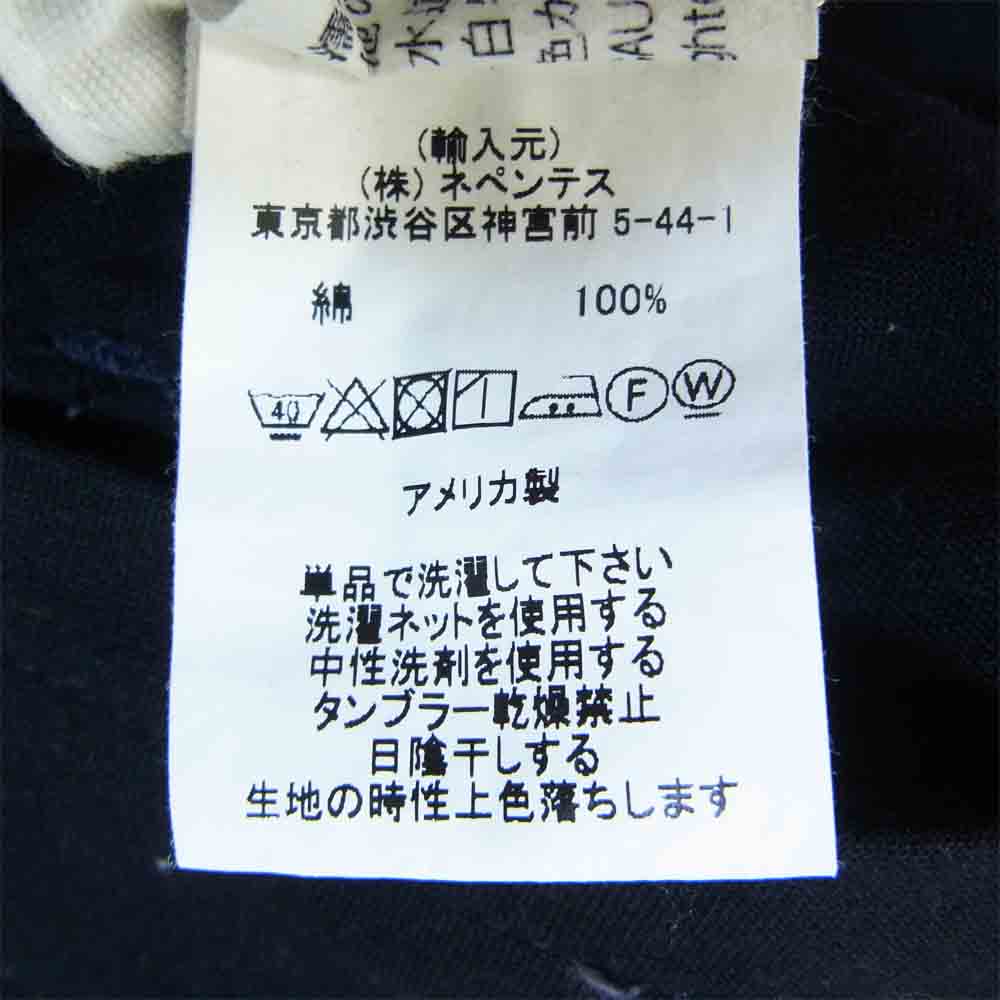 (輸入元)
(株) ネペンテス
東京都渋谷区神宮前 5-44-1
綿 100%
40 F W
アメリカ製
単品で洗濯して下さい
洗濯ネットを使用する
中性洗剤を使用する
タンブラー乾燥禁止
日陰干しする
生地の時性上色落ちします